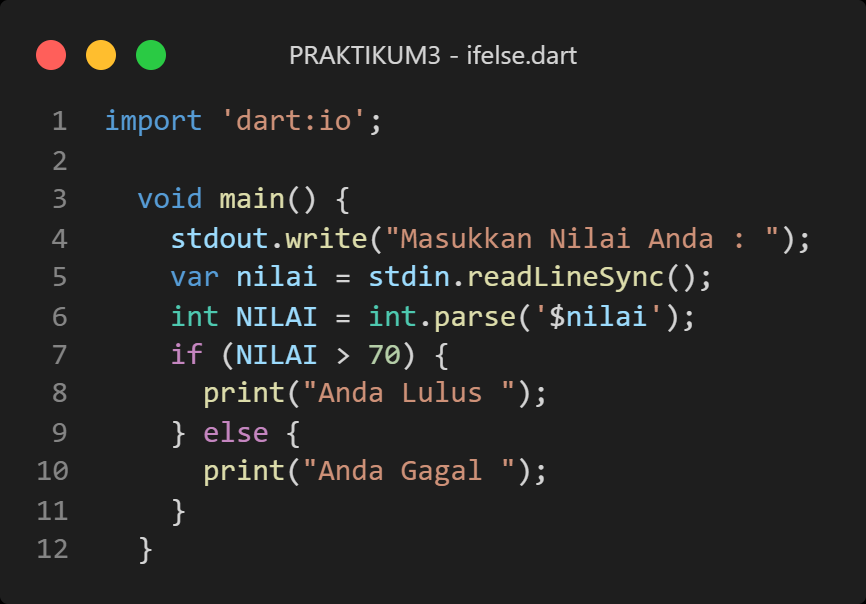 PRAKTIKUM3 - ifelse.dart
1 import 'dart:io';
2
3   void main() {
4     stdout.write("Masukkan Nilai Anda : ");
5     var nilai = stdin.readLineSync();
6     int NILAI = int.parse('$nilai');
7     if (NILAI > 70) {
8       print("Anda Lulus ");
9     } else {
10       print("Anda Gagal ");
11     }
12   }